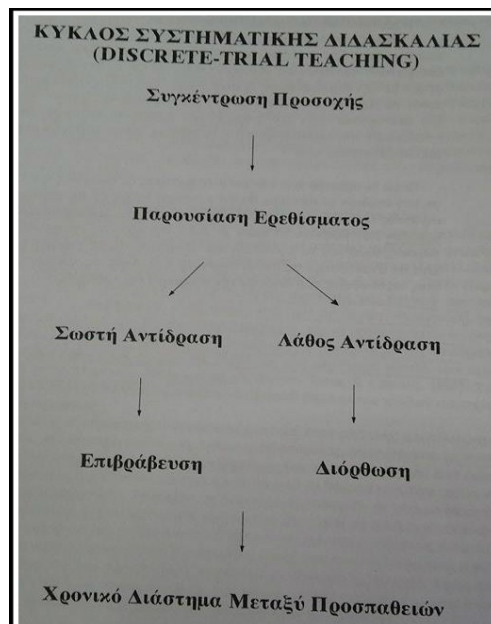 ΚΥΚΛΟΣ ΣΥΣΤΗΜΑΤΙΚΗΣ ΔΙΔΑΣΚΑΛΙΑΣ
(DISCRETE-TRIAL TEACHING)
Συγκέντρωση Προσοχής
Παρουσίαση Ερεθίσματος
Σωστή Αντίδραση
Λάθος Αντίδραση
Επιβράβευση
Διόρθωση
Χρονικό Διάστημα Μεταξύ Προσπαθειών